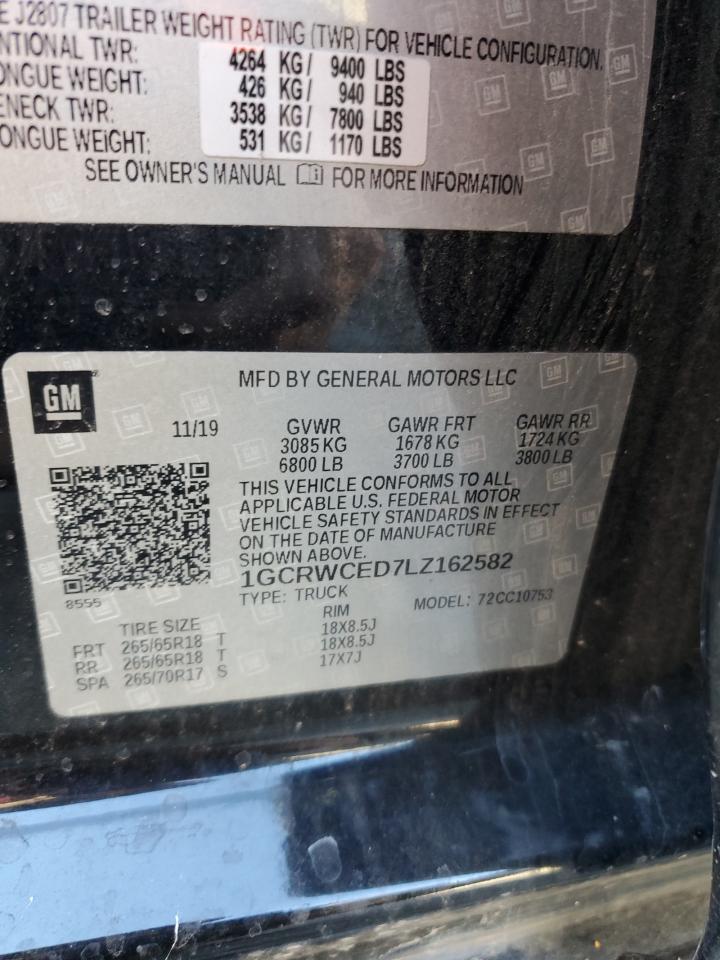 E J2807 TRAILER WEIGHT RATING (TWR) FOR VEHICLE CONFIGURATION.
ENTIONAL TWR: 4264 KG/ 9400 LBS
ONGUE WEIGHT: 426 KG/ 940 LBS
ENECK TWR: 3538 KG/ 7800 LBS
ONGUE WEIGHT: 531 KG/ 1170 LBS
SEE OWNER'S MANUAL FOR MORE INFORMATION
GM
MFD BY GENERAL MOTORS LLC
11/19 GVWR GAWR FRT GAWR RR
3085 KG 1678 KG 1724 KG
6800 LB 3700 LB 3800 LB
THIS VEHICLE CONFORMS TO ALL
APPLICABLE U.S. FEDERAL MOTOR
VEHICLE SAFETY STANDARDS IN EFFECT
ON THE DATE OF MANUFACTURE
SHOWN ABOVE.
1GCRWCED7LZ162582
8555
TYPE: TRUCK MODEL: 72CC10753
TIRE SIZE RIM
FRT 265/65R18 T 18X8.5J
RR 265/65R18 T 18X8.5J
SPA 265/70R17 S 17X7J